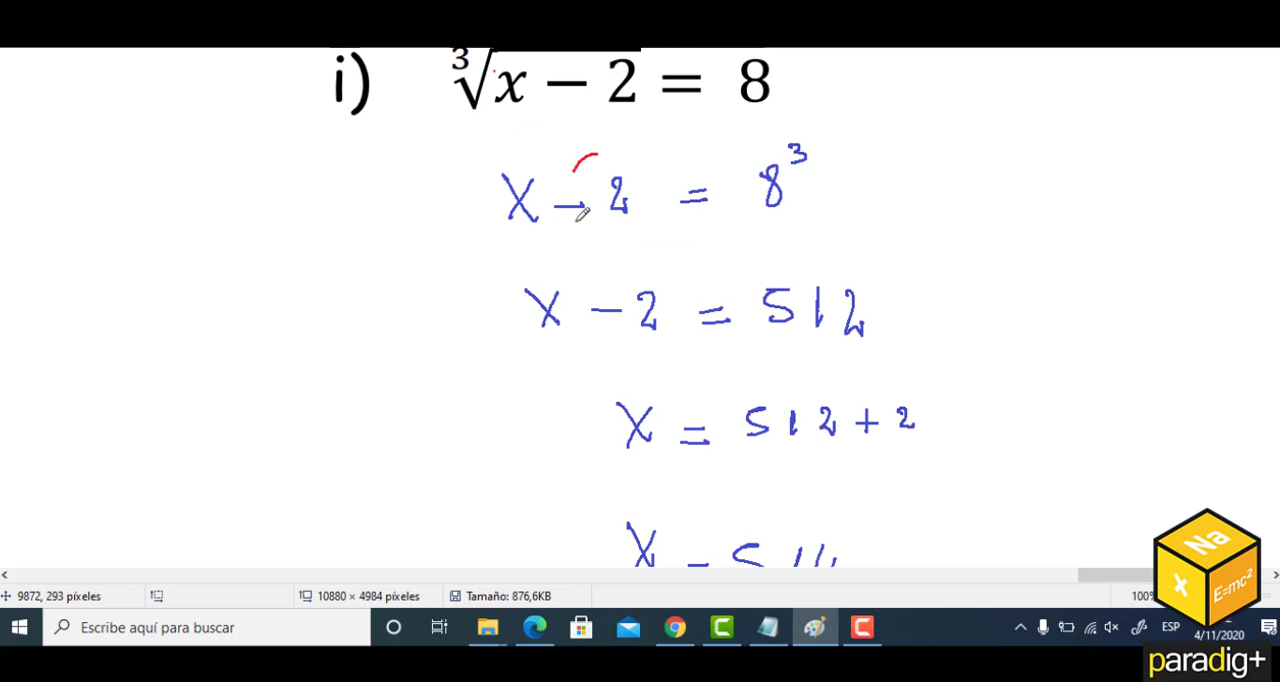 i) ∛(x − 2) = 8
x − 2 = 8³
x − 2 = 512
x = 512 + 2
x = 514
9872, 293 píxeles
10880 × 4984 píxeles
Tamaño: 876,6KB
100%
Na
X
E=mc²
Escribe aquí para buscar
ESP
4/11/2020
paradig+